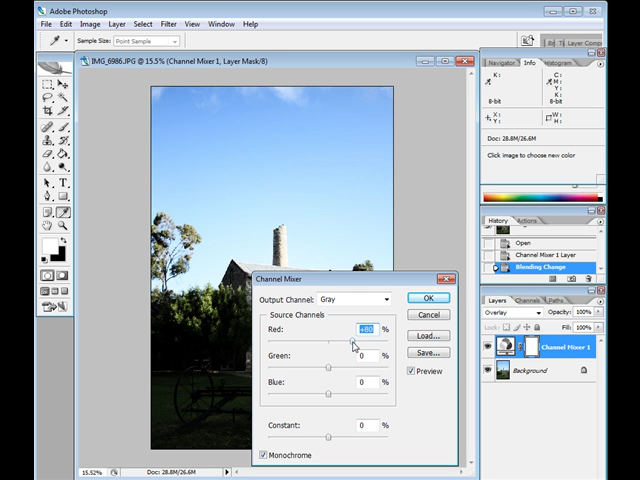 Adobe Photoshop
File Edit Image Layer Select Filter View Window Help
Sample Size: Point Sample
Layer Comp
IMG_6986.JPG @ 15.5% (Channel Mixer 1, Layer Mask/8)
Navigator Info Histogram
K: C:
M:
Y:
8-bit K:
8-bit
X: W:
Y: H:
Doc: 28.8M/26.6M
Click image to choose new color
History Actions
Open
Channel Mixer 1 Layer
Blending Change
Layers Channels Paths
Overlay Opacity: 100%
Lock: Fill: 100%
Channel Mixer 1
Background
Channel Mixer
Output Channel: Gray
OK
Source Channels
Cancel
Red: +80 %
Load...
Green: 0 %
Save...
Preview
Blue: 0 %
Constant: 0 %
Monochrome
15.52% Doc: 28.8M/26.6M